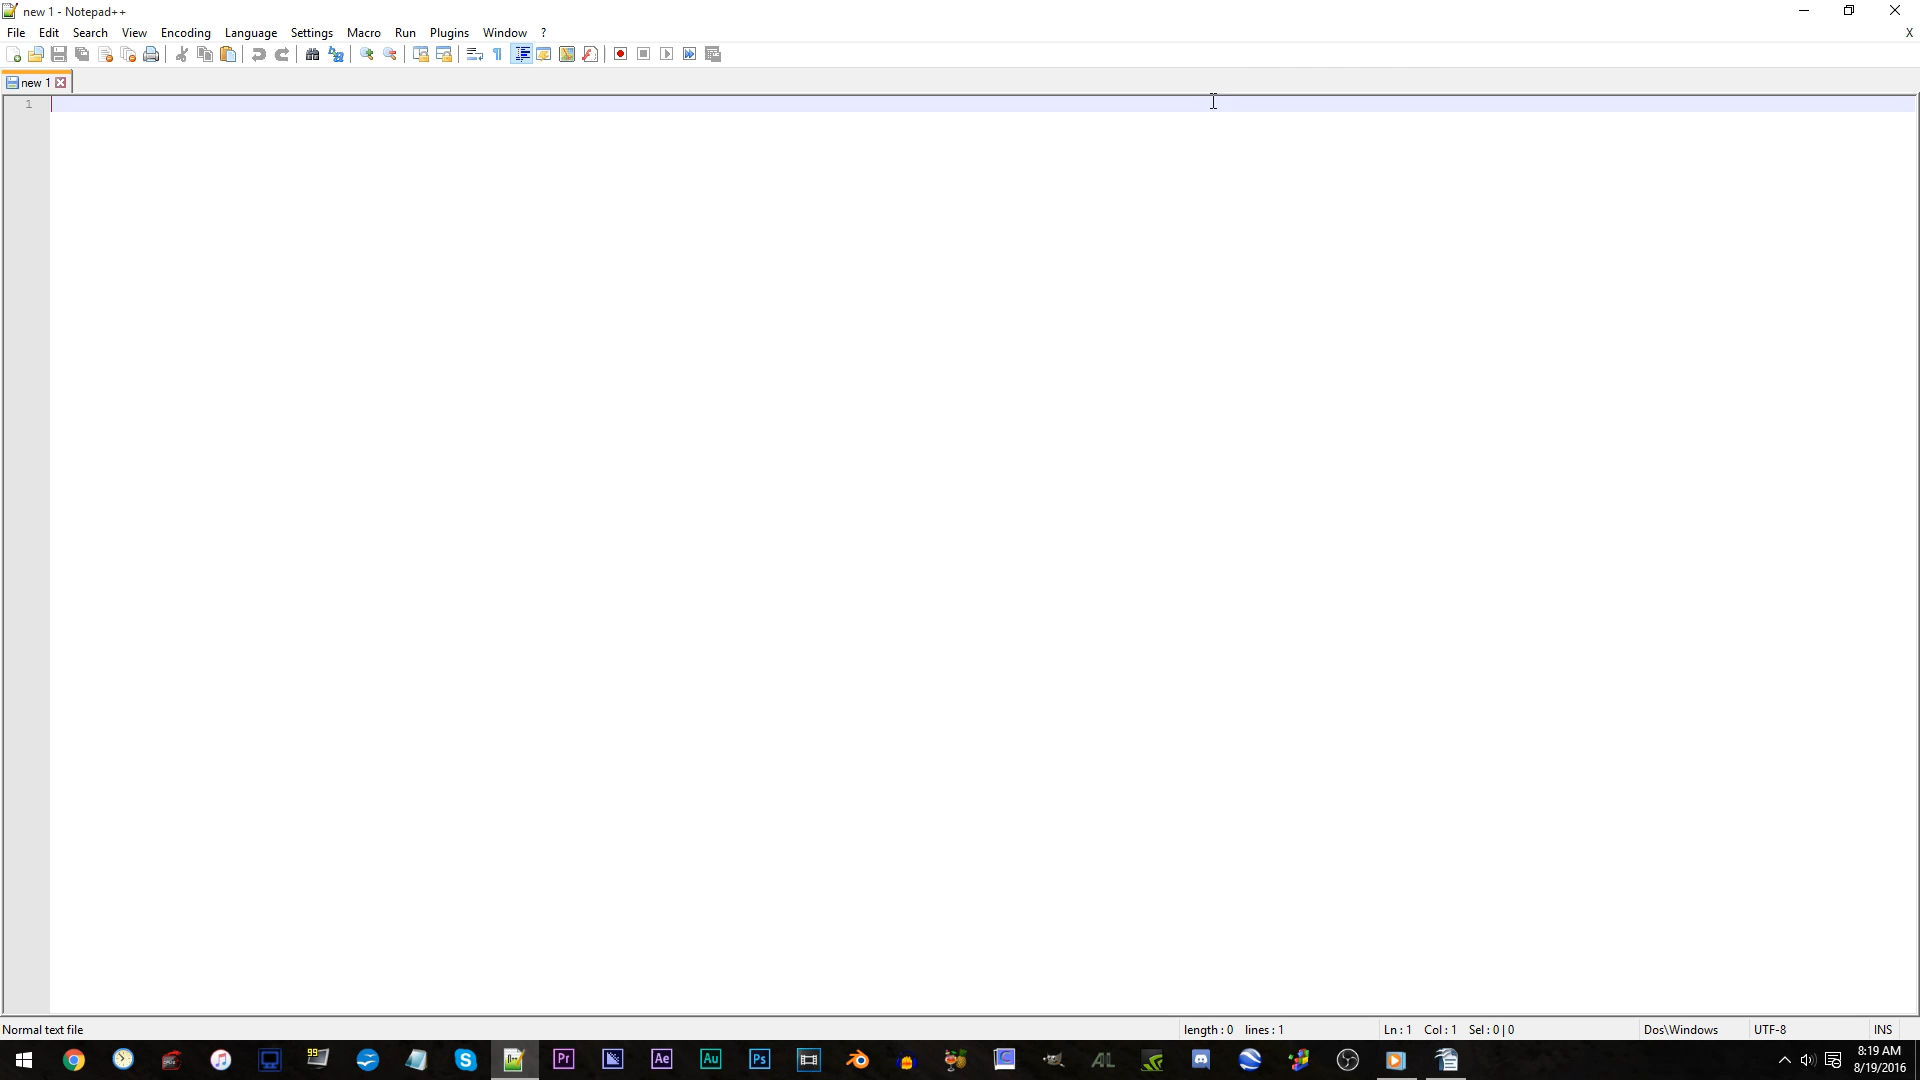 new 1 - Notepad++
File Edit Search View Encoding Language Settings Macro Run Plugins Window ? X
new 1
1
Normal text file length : 0 lines : 1 Ln : 1 Col : 1 Sel : 0 | 0 Dos\Windows UTF-8 INS
99 Pr Ae Au Ps AL
8:19 AM
8/19/2016